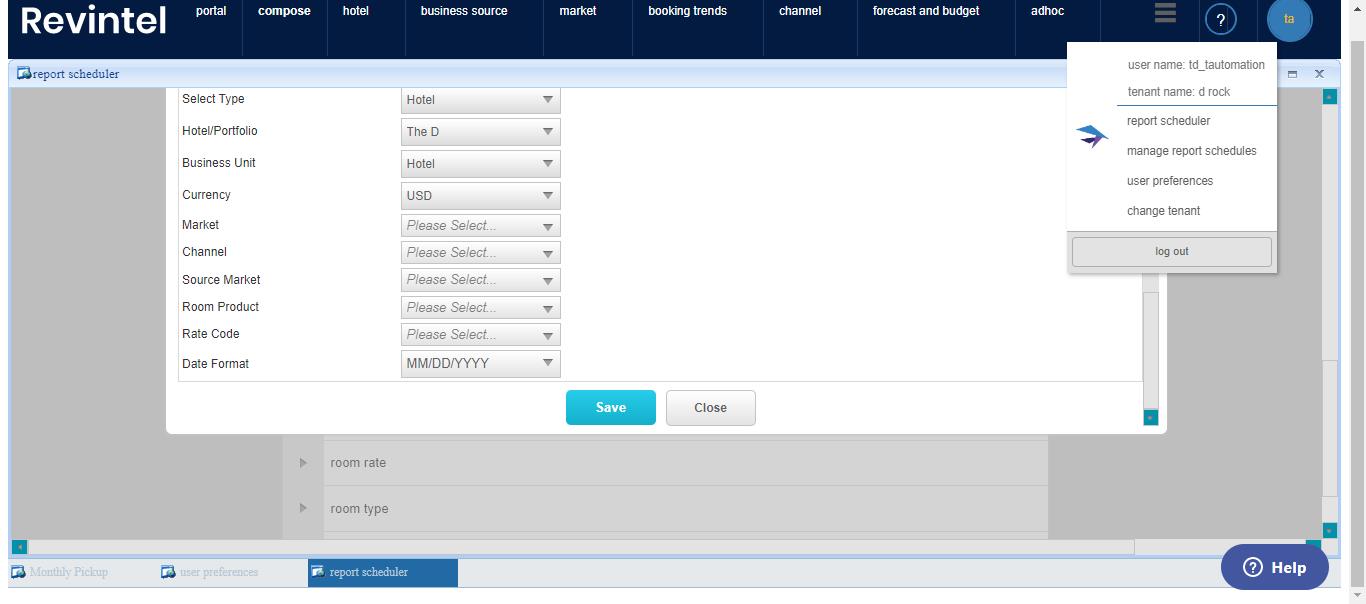 Revintel
portal
compose
hotel
business source
market
booking trends
channel
forecast and budget
adhoc
?
ta
report scheduler
user name: td_tautomation
tenant name: d rock
report scheduler
manage report schedules
user preferences
change tenant
log out
Select Type Hotel
Hotel/Portfolio The D
Business Unit Hotel
Currency USD
Market Please Select...
Channel Please Select...
Source Market Please Select...
Room Product Please Select...
Rate Code Please Select...
Date Format MM/DD/YYYY
Save Close
room rate
room type
Monthly Pickup
user preferences
report scheduler
? Help